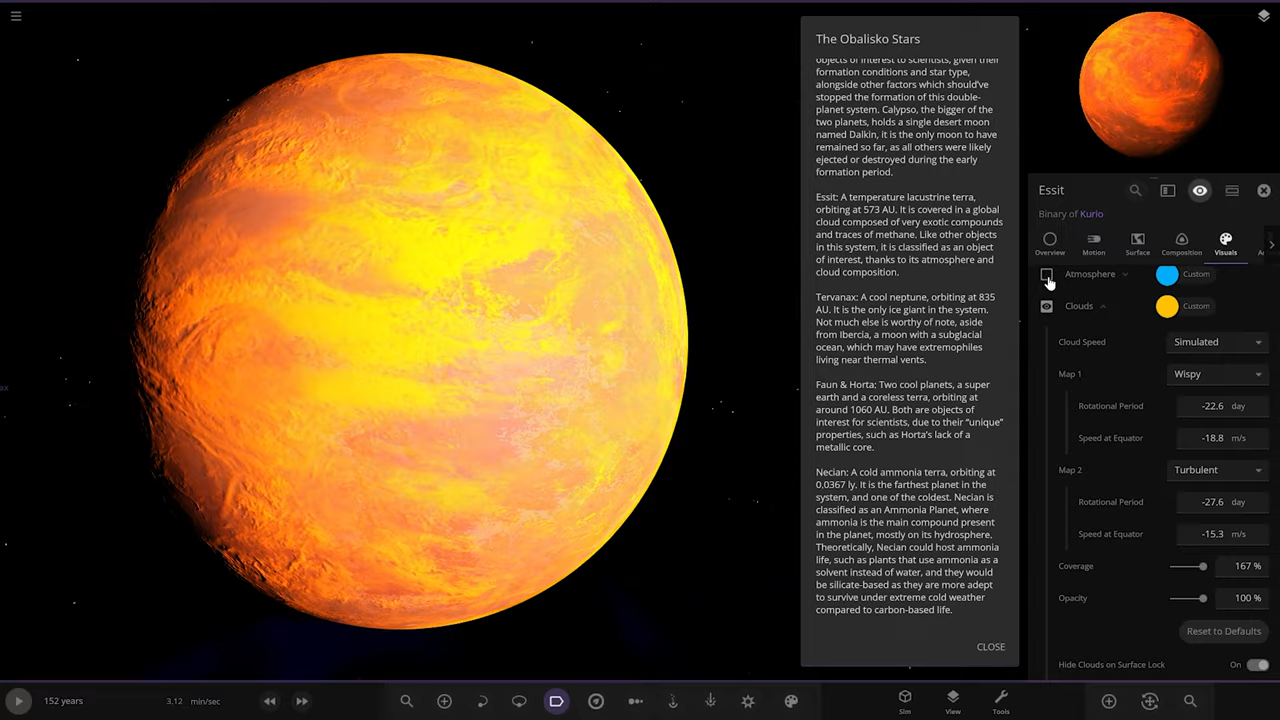 The Obalisko Stars
objects of interest to scientists, given their
formation conditions and star type,
alongside other factors which should've
stopped the formation of this double-
planet system. Calypso, the bigger of the
two planets, holds a single desert moon
named Dalkin, it is the only moon to have
remained so far, as all others were likely
ejected or destroyed during the early
formation period.
Essit: A temperature lacustrine terra,
orbiting at 573 AU. It is covered in a global
cloud composed of very exotic compounds
and traces of methane. Like other objects
in this system, it is classified as an object
of interest, thanks to its atmosphere and
cloud composition.
Tervanax: A cool neptune, orbiting at 835
AU. It is the only ice giant in the system.
Not much else is worthy of note, aside
from Ibercia, a moon with a subglacial
ocean, which may have extremophiles
living near thermal vents.
Faun & Horta: Two cool planets, a super
earth and a coreless terra, orbiting at
around 1060 AU. Both are objects of
interest for scientists, due to their "unique"
properties, such as Horta's lack of a
metallic core.
Necian: A cold ammonia terra, orbiting at
0,0367 ly. It is the farthest planet in the
system, and one of the coldest. Necian is
classified as an Ammonia Planet, where
ammonia is the main compound present
in the planet, mostly on its hydrosphere.
Theoretically, Necian could host ammonia
life, such as plants that use ammonia as a
solvent instead of water, and they would
be silicate-based as they are more adept
to survive under extreme cold weather
compared to carbon-based life.
CLOSE
Essit
Binary of Kurio
Overview Motion Surface Composition Visuals
Atmosphere Custom
Clouds Custom
Cloud Speed Simulated
Map 1 Wispy
Rotational Period -22.6 day
Speed at Equator -18.8 m/s
Map 2 Turbulent
Rotational Period -27.6 day
Speed at Equator -15.3 m/s
Coverage 167 %
Opacity 100 %
Reset to Defaults
Hide Clouds on Surface Lock On
152 years 3.12 min/sec
Sim View Tools